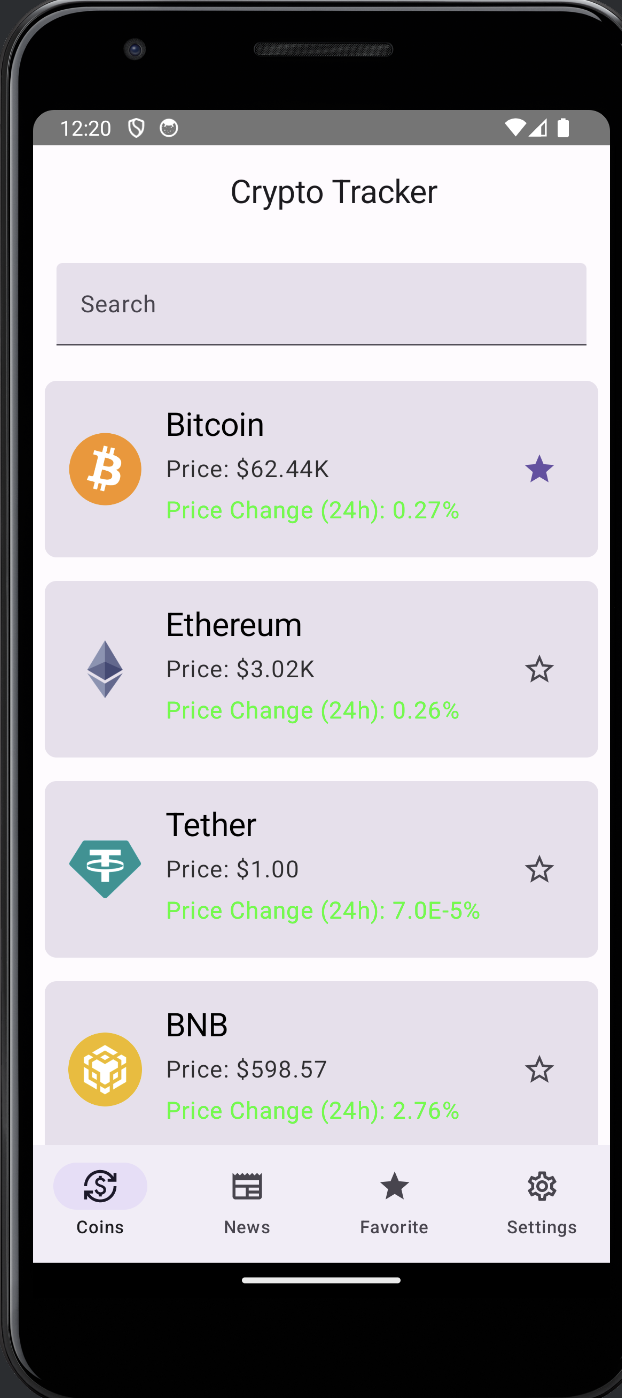 12:20
Crypto Tracker
Search
Bitcoin
Price: $62.44K
Price Change (24h): 0.27%
Ethereum
Price: $3.02K
Price Change (24h): 0.26%
Tether
Price: $1.00
Price Change (24h): 7.0E-5%
BNB
Price: $598.57
Price Change (24h): 2.76%
Coins News Favorite Settings